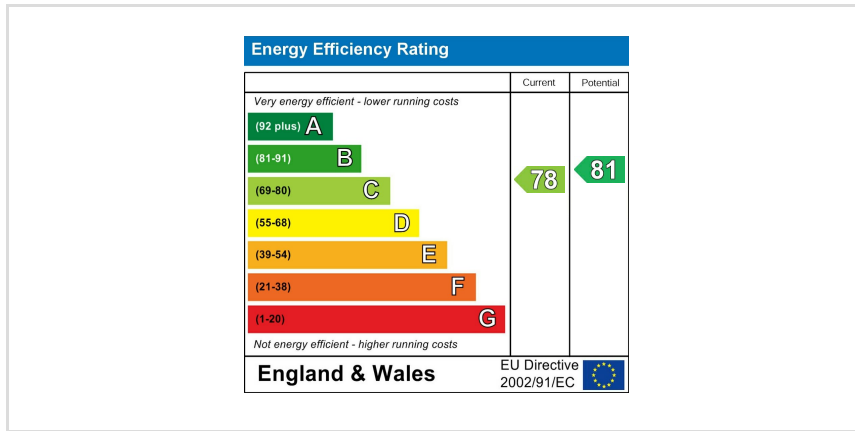 Energy Efficiency Rating
Current Potential
Very energy efficient - lower running costs
(92 plus) A
(81-91) B
(69-80) C
78
81
(55-68) D
(39-54) E
(21-38) F
(1-20) G
Not energy efficient - higher running costs
England & Wales
EU Directive
2002/91/EC